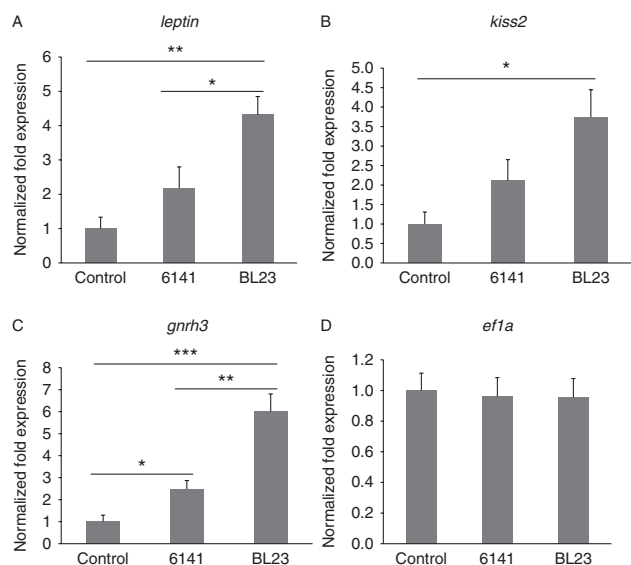 A
leptin
Normalized fold expression
6
5
4
3
2
1
0
**
*
Control 6141 BL23
B
kiss2
Normalized fold expression
5.0
4.5
4.0
3.5
3.0
2.5
2.0
1.5
1.0
0.5
0.0
*
Control 6141 BL23
C
gnrh3
Normalized fold expression
8
7
6
5
4
3
2
1
0
***
**
*
Control 6141 BL23
D
ef1a
Normalized fold expression
1.2
1.0
0.8
0.6
0.4
0.2
0.0
Control 6141 BL23